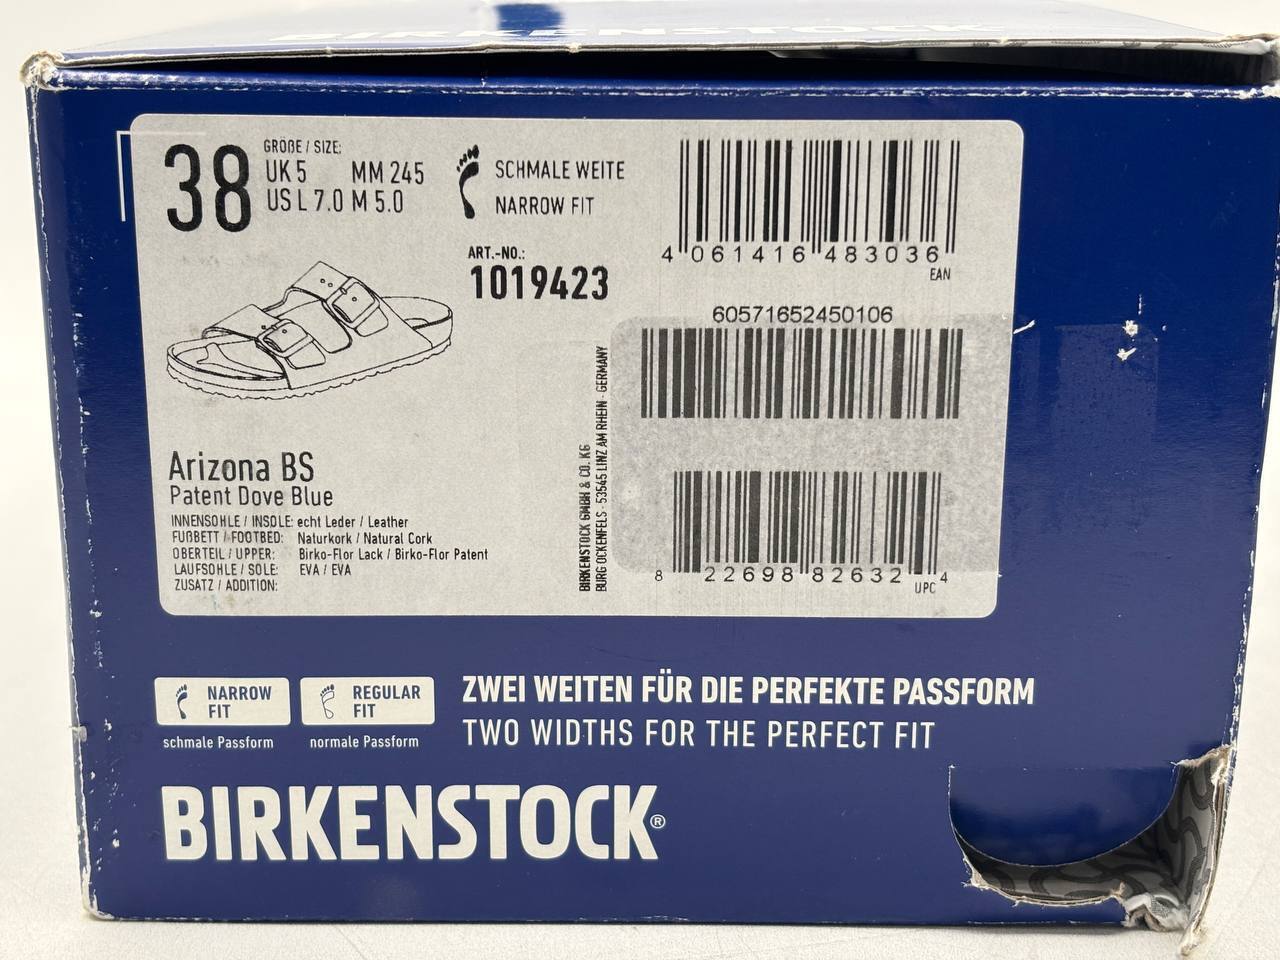 BIRKENSTOCK
38
GRÖẞE / SIZE:
UK 5 MM 245
US L 7.0 M 5.0
SCHMALE WEITE
NARROW FIT
ART.-NO.:
1019423
4 061416 483036
EAN
60571652450106
8 22698 82632 4
UPC
BIRKENSTOCK GMBH & CO. KG
BURG OCKENFELS · 53545 LINZ AM RHEIN · GERMANY
Arizona BS
Patent Dove Blue
INNENSOHLE / INSOLE: echt Leder / Leather
FUßBETT / FOOTBED: Naturkork / Natural Cork
OBERTEIL / UPPER: Birko-Flor Lack / Birko-Flor Patent
LAUFSOHLE / SOLE: EVA / EVA
ZUSATZ / ADDITION:
NARROW FIT
schmale Passform
REGULAR FIT
normale Passform
ZWEI WEITEN FÜR DIE PERFEKTE PASSFORM
TWO WIDTHS FOR THE PERFECT FIT
BIRKENSTOCK®